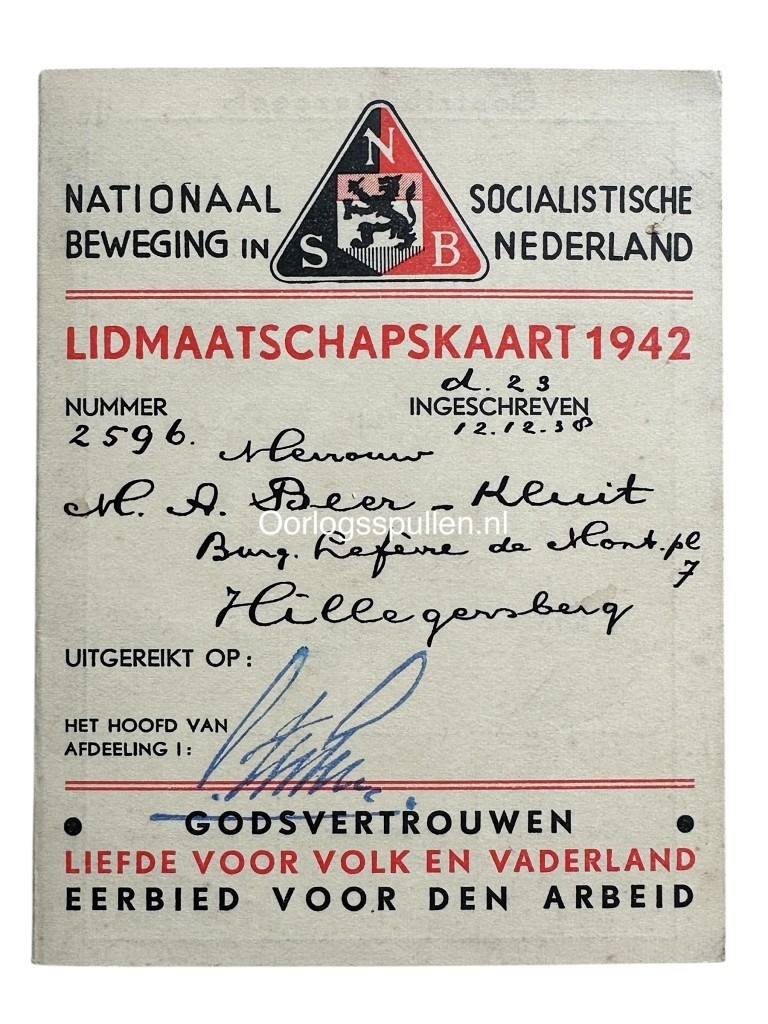 N
S B
NATIONAAL SOCIALISTISCHE
BEWEGING IN NEDERLAND
LIDMAATSCHAPSKAART 1942
d. 23
NUMMER INGESCHREVEN
2596. 12.12.38
Mevrouw
M. A. Beer - Kluit
Oorlogsspullen.nl
Burg. Lefèvre de Mont. pl
7
Hillegersberg
UITGEREIKT OP:
HET HOOFD VAN
AFDEELING I:
GODSVERTROUWEN
LIEFDE VOOR VOLK EN VADERLAND
EERBIED VOOR DEN ARBEID